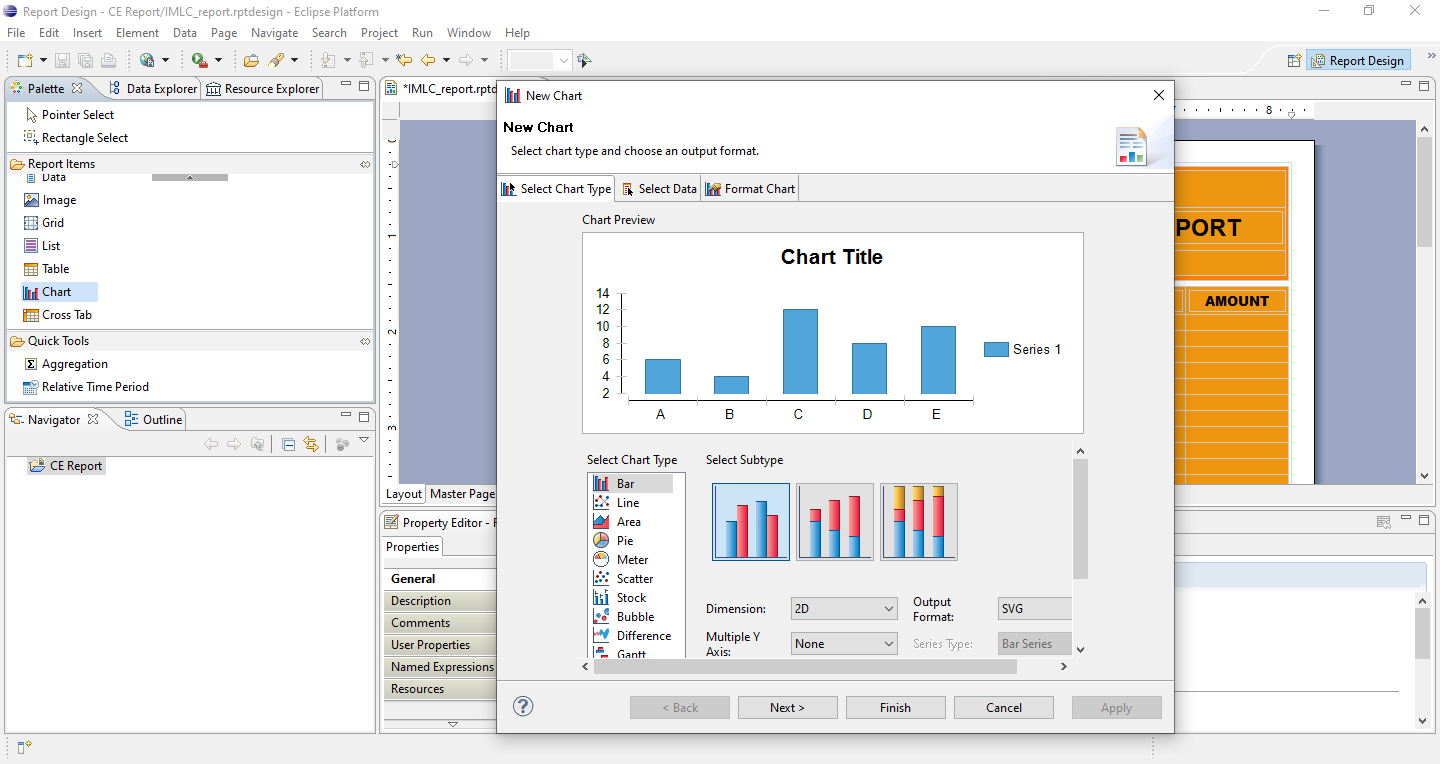 Report Design - CE Report/IMLC_report.rptdesign - Eclipse Platform
File Edit Insert Element Data Page Navigate Search Project Run Window Help
Report Design
Palette Data Explorer Resource Explorer
Pointer Select
Rectangle Select
Report Items
Data
Image
Grid
List
Table
Chart
Cross Tab
Quick Tools
Aggregation
Relative Time Period
Navigator Outline
CE Report
*IMLC_report.rptd
8
1
2
3
PORT
AMOUNT
Layout Master Page
Property Editor -
Properties
General
Description
Comments
User Properties
Named Expressions
Resources
New Chart
New Chart
Select chart type and choose an output format.
Select Chart Type Select Data Format Chart
Chart Preview
Chart Title
14
12
10
8
6
4
2
A B C D E
Series 1
Select Chart Type
Bar
Line
Area
Pie
Meter
Scatter
Stock
Bubble
Difference
Gantt
Select Subtype
Dimension: 2D Output Format: SVG
Multiple Y Axis: None Series Type: Bar Series
? < Back Next > Finish Cancel Apply